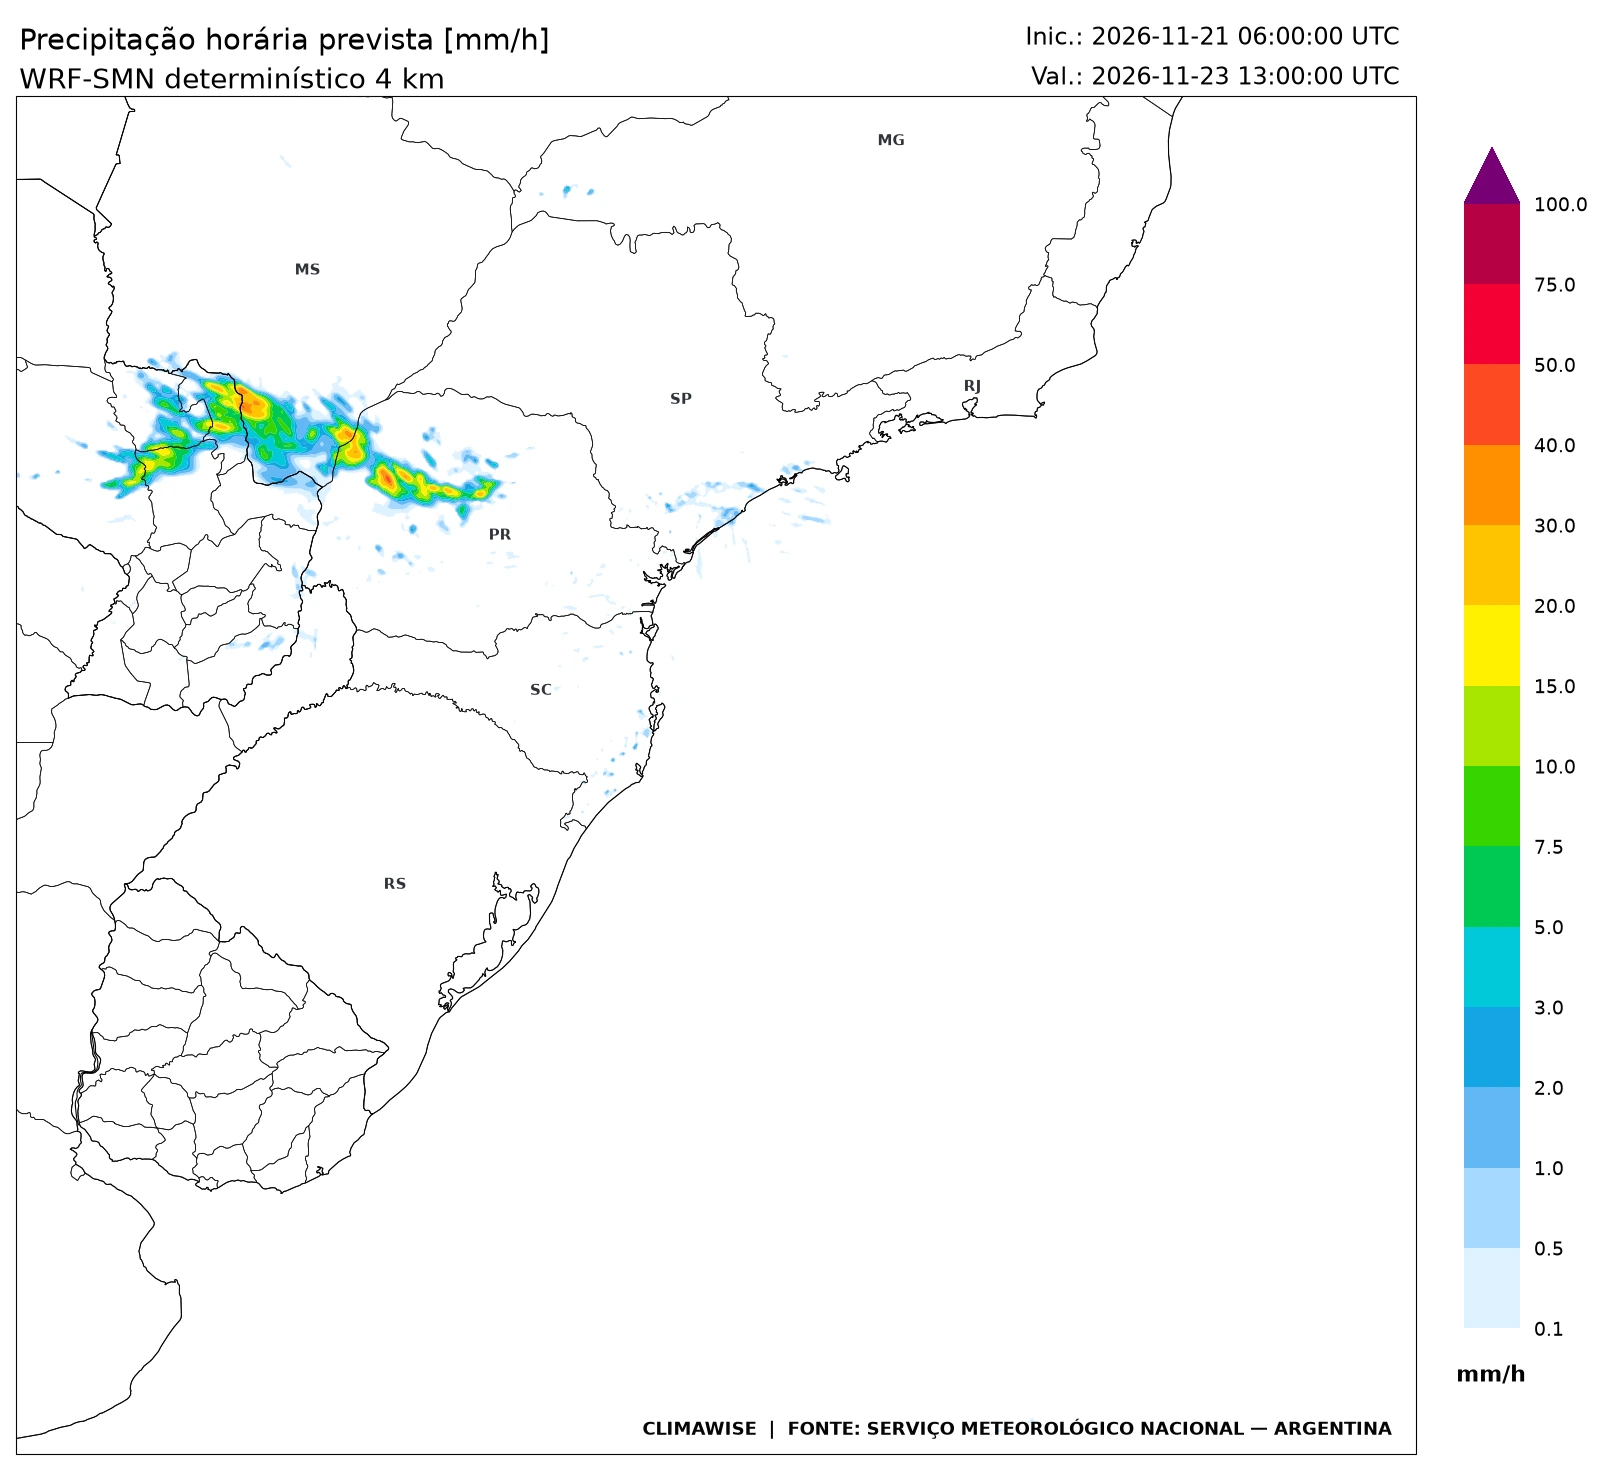 Precipitação horária prevista [mm/h]
WRF-SMN determinístico 4 km
Inic.: 2026-11-21 06:00:00 UTC
Val.: 2026-11-23 13:00:00 UTC
MG
MS
SP
RJ
PR
SC
RS
100.0
75.0
50.0
40.0
30.0
20.0
15.0
10.0
7.5
5.0
3.0
2.0
1.0
0.5
0.1
mm/h
CLIMAWISE | FONTE: SERVIÇO METEOROLÓGICO NACIONAL — ARGENTINA